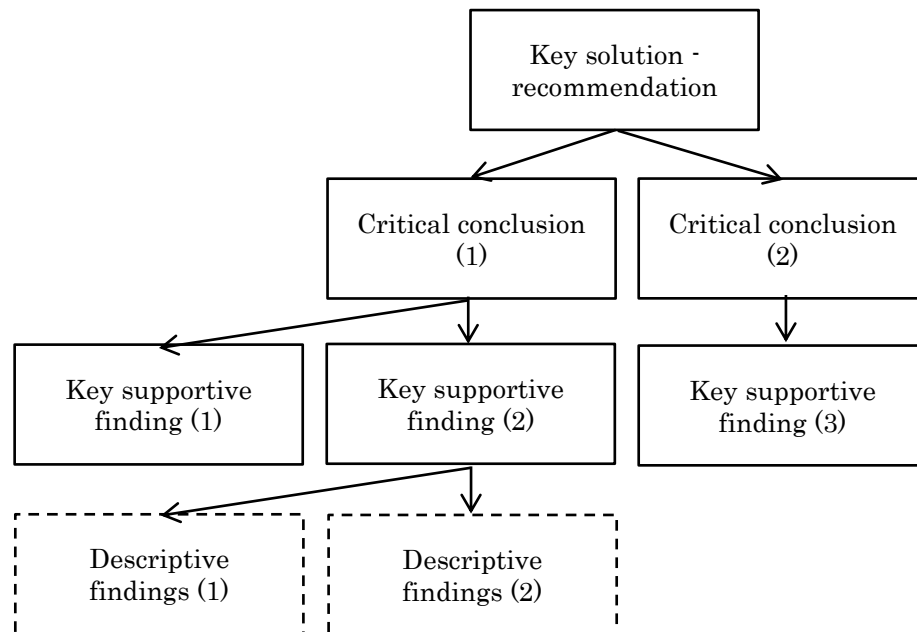 Key solution -
recommendation
Critical conclusion
(1)
Critical conclusion
(2)
Key supportive
finding (1)
Key supportive
finding (2)
Key supportive
finding (3)
Descriptive
findings (1)
Descriptive
findings (2)